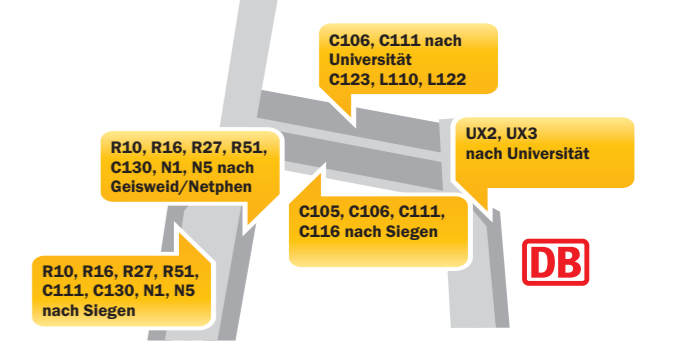 C106, C111 nach
Universität
C123, L110, L122
UX2, UX3
nach Universität
R10, R16, R27, R51,
C130, N1, N5 nach
Geisweid/Netphen
C105, C106, C111,
C116 nach Siegen
R10, R16, R27, R51,
C111, C130, N1, N5
nach Siegen
DB